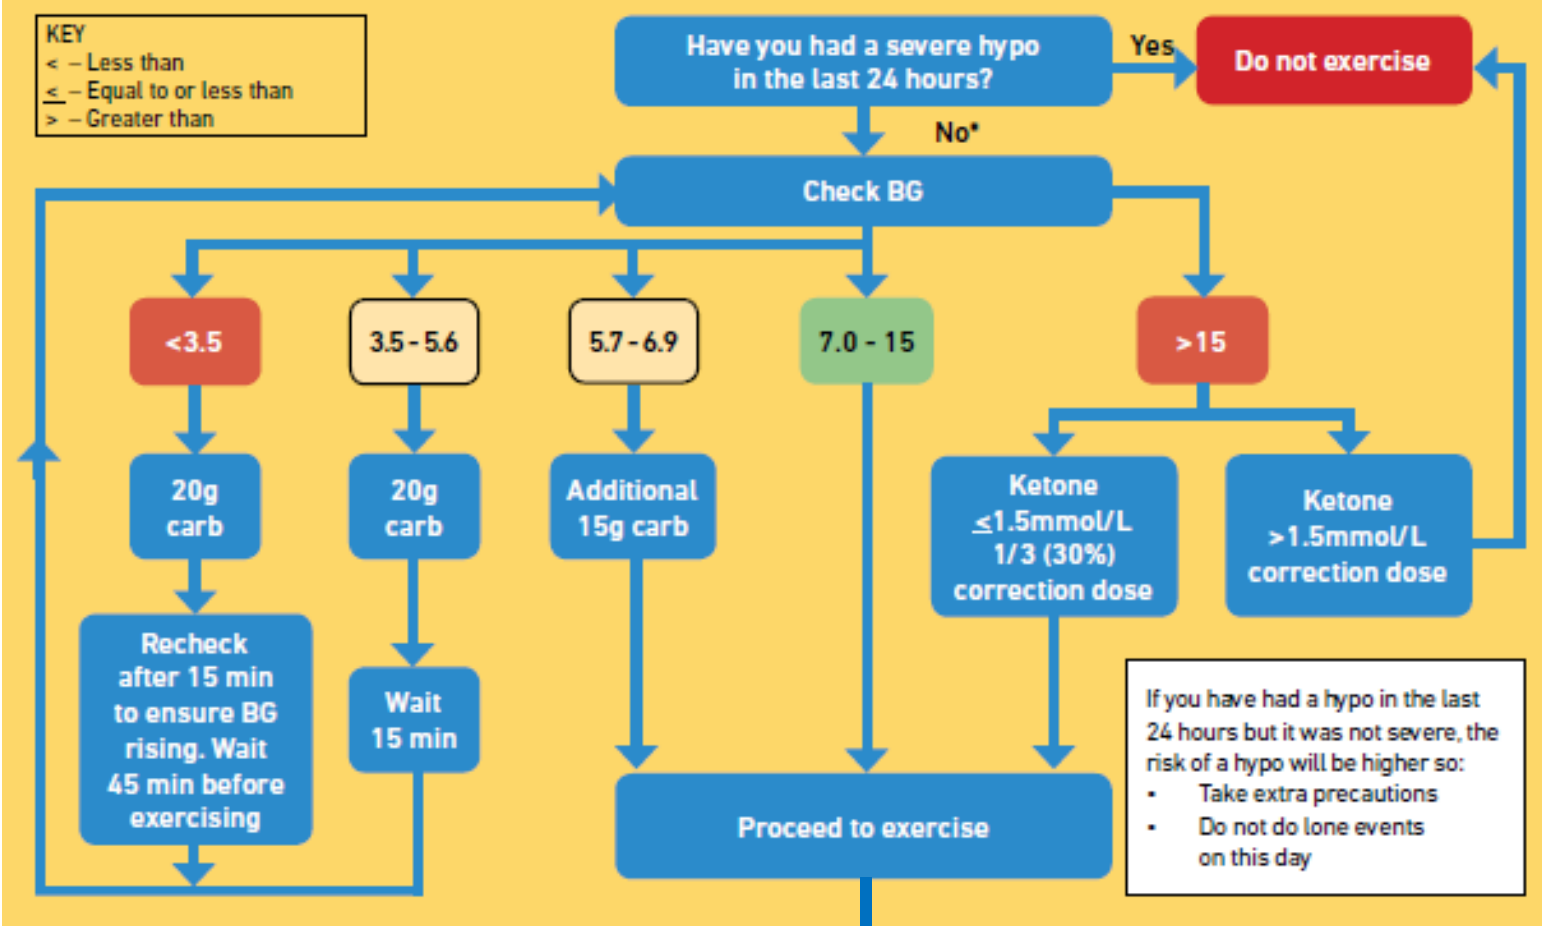 KEY
< – Less than
≤ – Equal to or less than
> – Greater than
Have you had a severe hypo
in the last 24 hours?
Yes
Do not exercise
No*
Check BG
<3.5
3.5 - 5.6
5.7 - 6.9
7.0 - 15
>15
20g
carb
20g
carb
Additional
15g carb
Ketone
≤1.5mmol/L
1/3 (30%)
correction dose
Ketone
>1.5mmol/L
correction dose
Recheck
after 15 min
to ensure BG
rising. Wait
45 min before
exercising
Wait
15 min
Proceed to exercise
If you have had a hypo in the last
24 hours but it was not severe, the
risk of a hypo will be higher so:
• Take extra precautions
• Do not do lone events
on this day